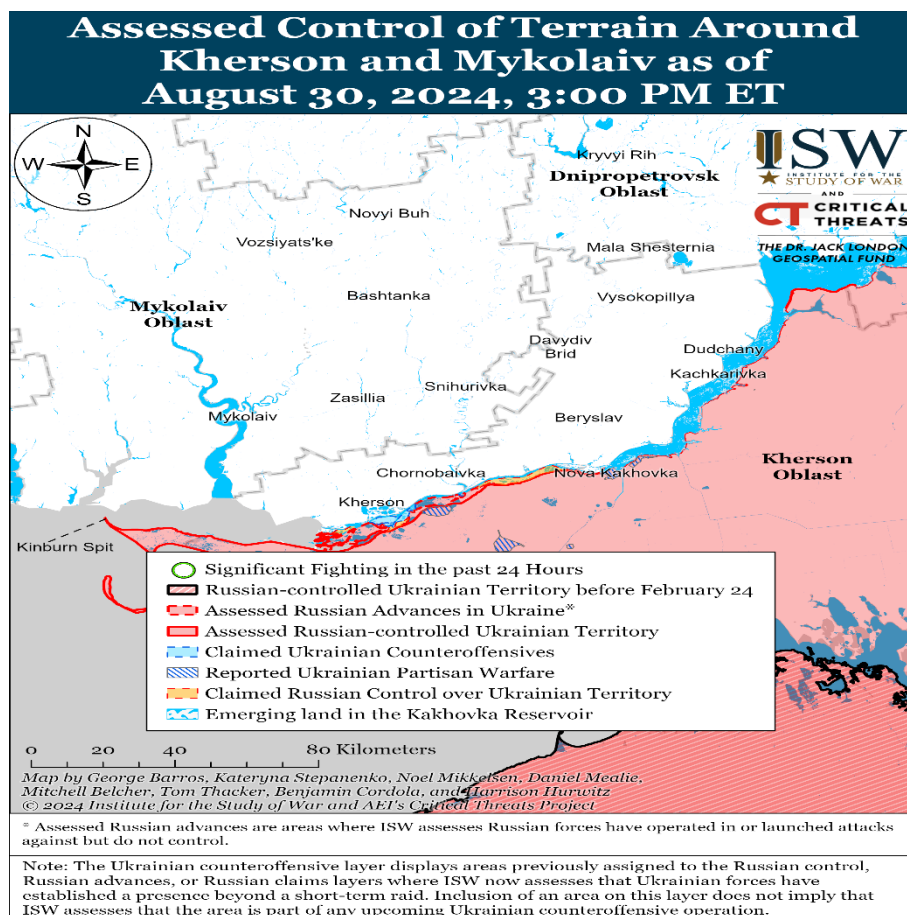 Assessed Control of Terrain Around
Kherson and Mykolaiv as of
August 30, 2024, 3:00 PM ET
N
W E
S
ISW
INSTITUTE FOR THE
STUDY OF WAR
AND
CT CRITICAL
THREATS
THE DR. JACK LONDON
GEOSPATIAL FUND
Kryvyi Rih
Dnipropetrovsk
Oblast
Novyi Buh
Vozsiyats'ke
Mala Shesternia
Bashtanka
Vysokopillya
Mykolaiv
Oblast
Davydiv
Brid
Dudchany
Kachkarivka
Snihurivka
Zasillia
Mykolaiv
Beryslav
Kherson
Oblast
Chornobaivka
Nova Kakhovka
Kherson
Kinburn Spit
Significant Fighting in the past 24 Hours
Russian-controlled Ukrainian Territory before February 24
Assessed Russian Advances in Ukraine*
Assessed Russian-controlled Ukrainian Territory
Claimed Ukrainian Counteroffensives
Reported Ukrainian Partisan Warfare
Claimed Russian Control over Ukrainian Territory
Emerging land in the Kakhovka Reservoir
0 20 40 80 Kilometers
Map by George Barros, Kateryna Stepanenko, Noel Mikkelsen, Daniel Mealie,
Mitchell Belcher, Tom Thacker, Benjamin Cordola, and Harrison Hurwitz
© 2024 Institute for the Study of War and AEI's Critical Threats Project
* Assessed Russian advances are areas where ISW assesses Russian forces have operated in or launched attacks
against but do not control.
Note: The Ukrainian counteroffensive layer displays areas previously assigned to the Russian control,
Russian advances, or Russian claims layers where ISW now assesses that Ukrainian forces have
established a presence beyond a short-term raid. Inclusion of an area on this layer does not imply that
ISW assesses that the area is part of any upcoming Ukrainian counteroffensive operation.